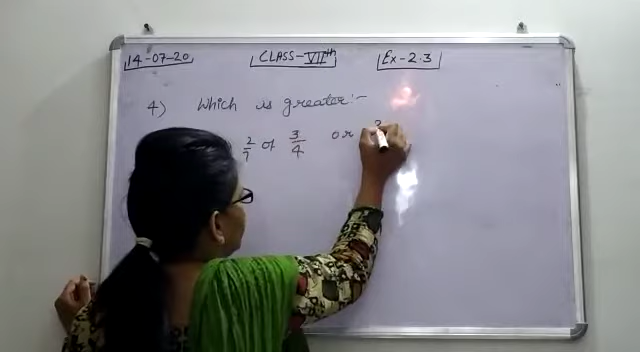 14-07-20 CLASS-VIIth Ex-2.3
4) Which is greater:-
2/7 of 3/4 or